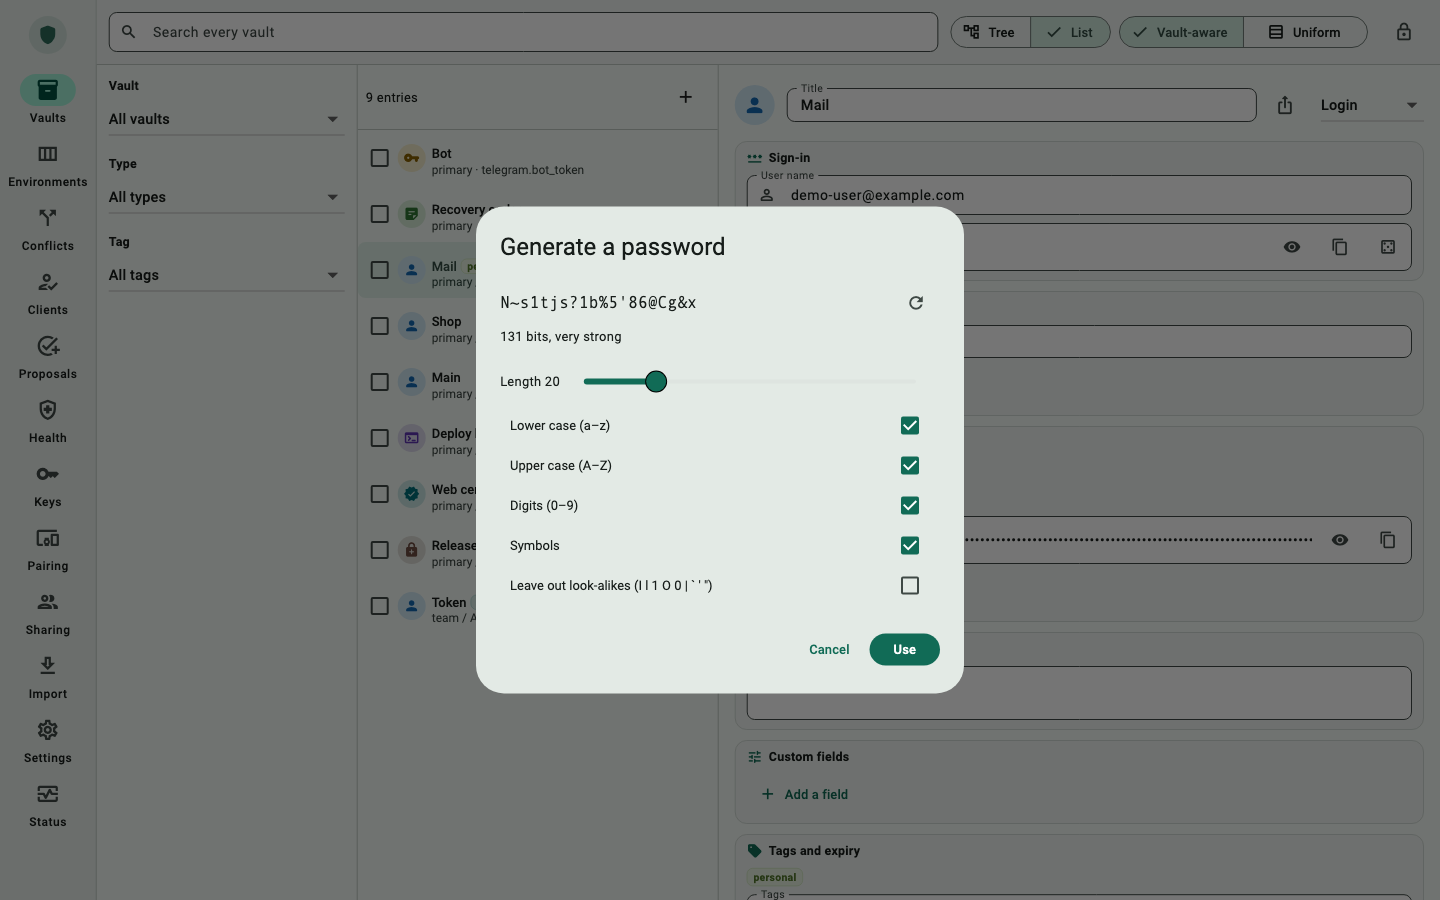 Search every vault
Tree
List
Vault-aware
Uniform
Vaults
Environments
Conflicts
Clients
Proposals
Health
Keys
Pairing
Sharing
Import
Settings
Status
Vault
All vaults
Type
All types
Tag
All tags
9 entries
Bot
primary · telegram.bot_token
Recovery
primary
Mail
primary
Shop
primary
Main
primary
Deploy
primary
Web
primary
Release
primary
Token
team /
Title
Mail
Login
Sign-in
User name
demo-user@example.com
Generate a password
N~s1tjs?1b%5'86@Cg&x
131 bits, very strong
Length 20
Lower case (a–z)
Upper case (A–Z)
Digits (0–9)
Symbols
Leave out look-alikes (I l 1 O 0 | ` ' ")
Cancel
Use
Custom fields
Add a field
Tags and expiry
personal
Tags